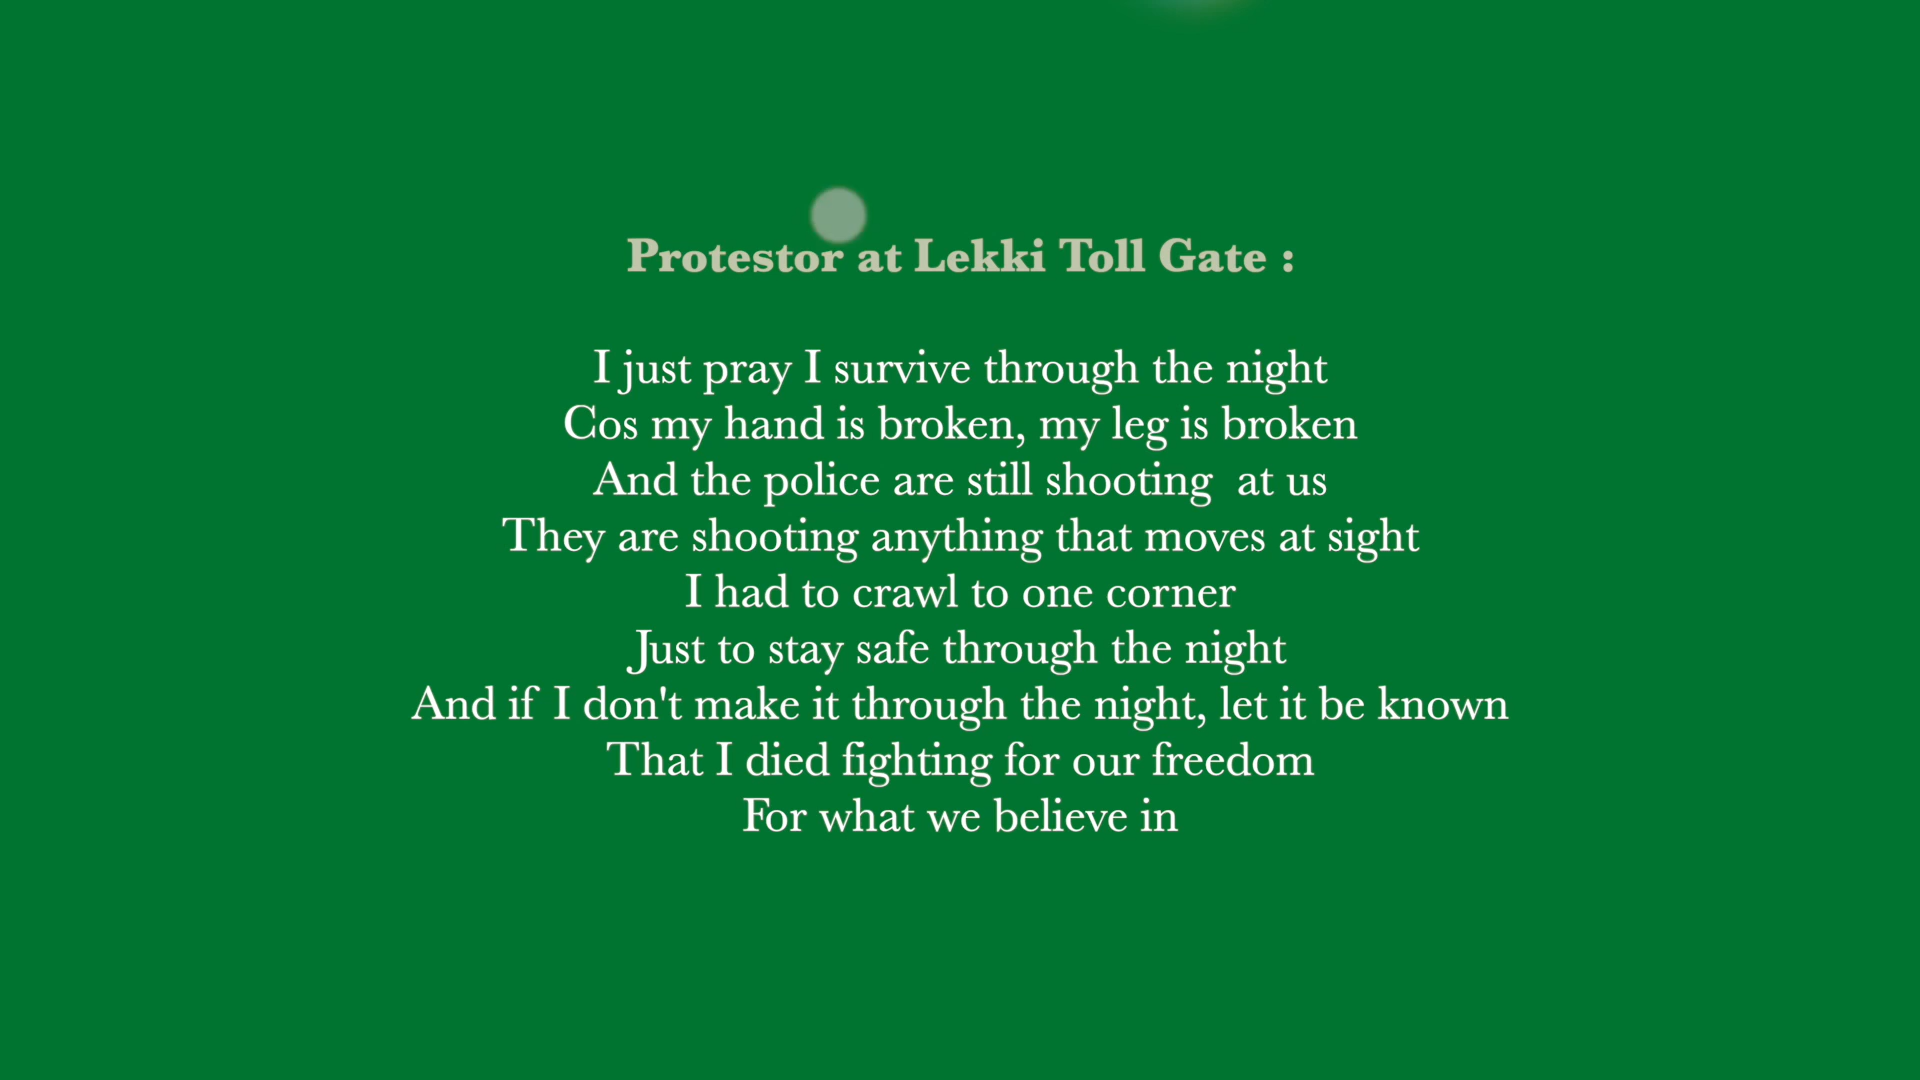 Protestor at Lekki Toll Gate :
I just pray I survive through the night
Cos my hand is broken, my leg is broken
And the police are still shooting  at us
They are shooting anything that moves at sight
I had to crawl to one corner
Just to stay safe through the night
And if I don't make it through the night, let it be known
That I died fighting for our freedom
For what we believe in